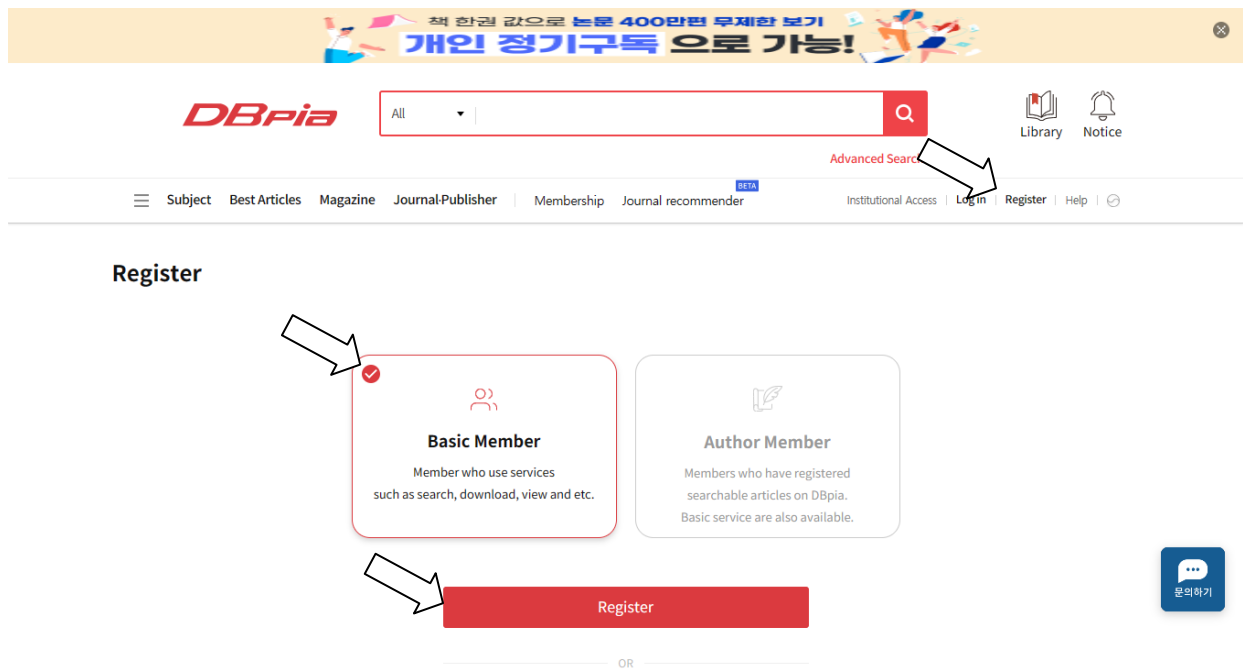 책 한권 값으로 논문 400만편 무제한 보기
개인 정기구독 으로 가능!
DBpia
All
Library
Notice
Advanced Searc
BETA
Subject Best Articles Magazine Journal·Publisher Membership Journal recommender Institutional Access Log in Register Help
Register
Basic Member
Member who use services
such as search, download, view and etc.
Author Member
Members who have registered
searchable articles on DBpia.
Basic service are also available.
문의하기
Register
OR